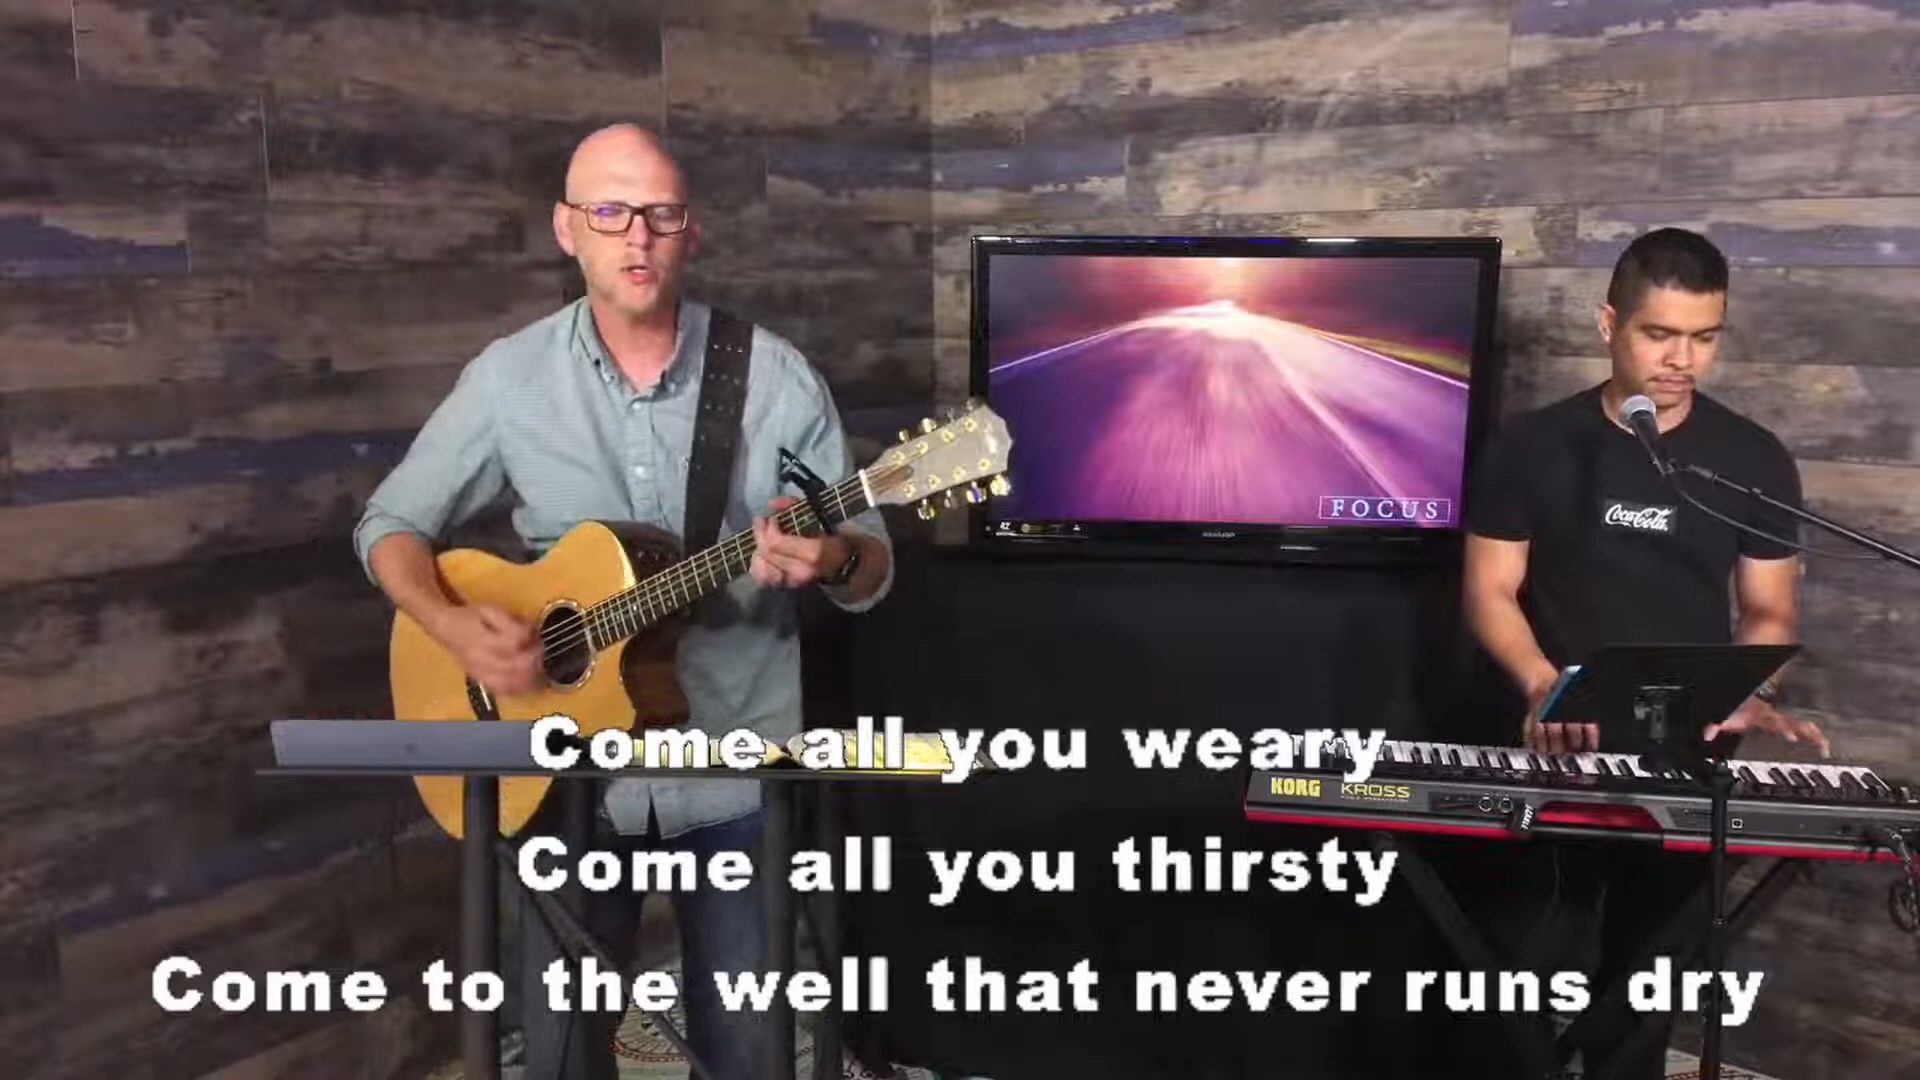 FOCUS
Coca-Cola
Come all you weary
KORG KROSS
Come all you thirsty
Come to the well that never runs dry